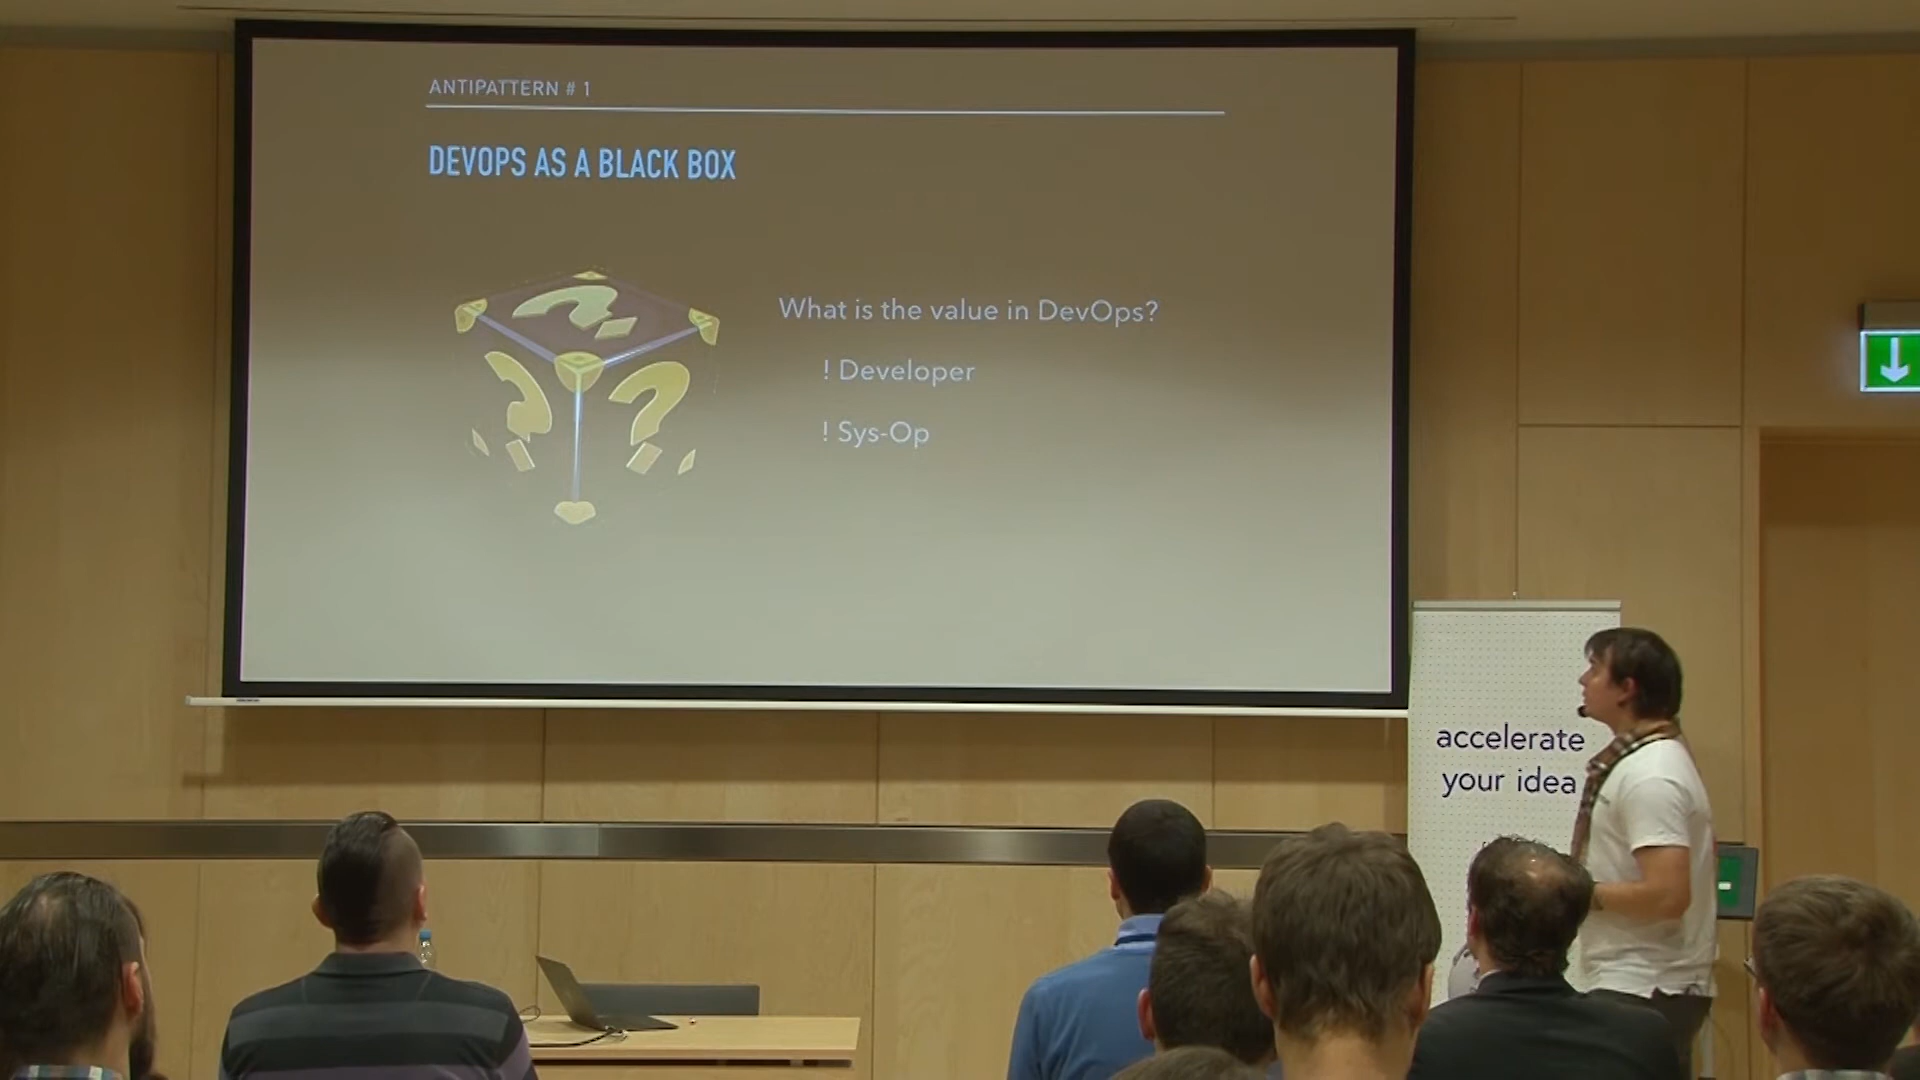 ANTIPATTERN # 1
DEVOPS AS A BLACK BOX
What is the value in DevOps?
! Developer
! Sys-Op
accelerate
your idea